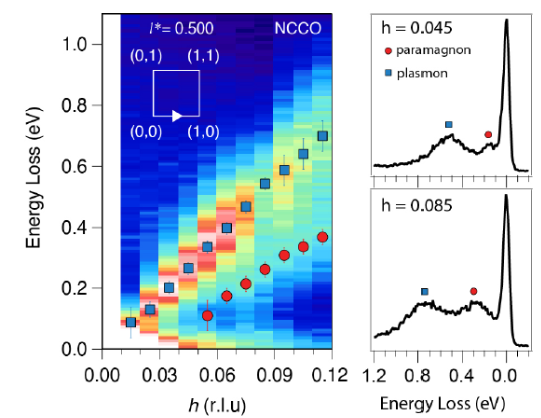 l*= 0.500 NCCO
(0,1) (1,1)
(0,0) (1,0)
1.0
0.8
0.6
0.4
0.2
0.0
Energy Loss (eV)
0.00 0.03 0.06 0.09 0.12
h (r.l.u)
h = 0.045
paramagnon
plasmon
h = 0.085
1.2 0.8 0.4 0.0
Energy Loss (eV)